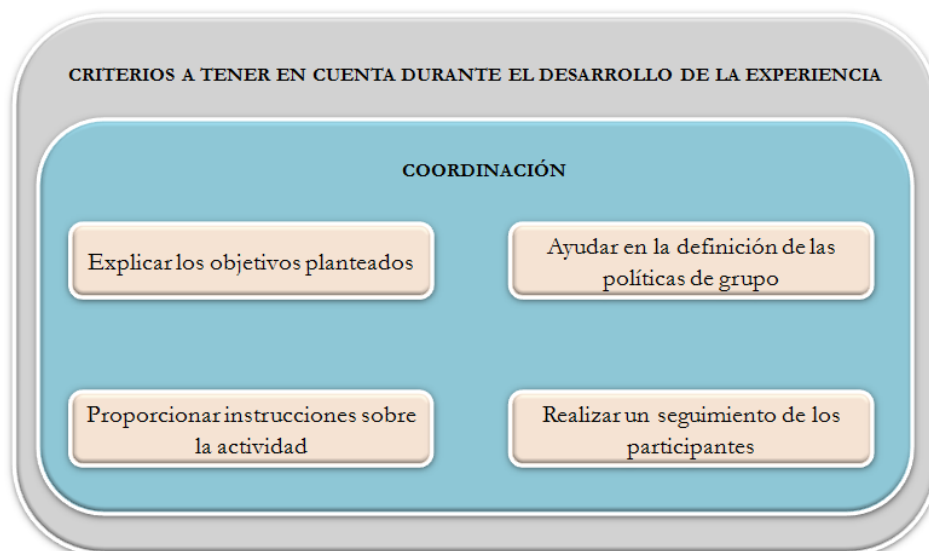 CRITERIOS A TENER EN CUENTA DURANTE EL DESARROLLO DE LA EXPERIENCIA
COORDINACIÓN
Explicar los objetivos planteados
Ayudar en la definición de las
políticas de grupo
Proporcionar instrucciones sobre
la actividad
Realizar un seguimiento de los
participantes